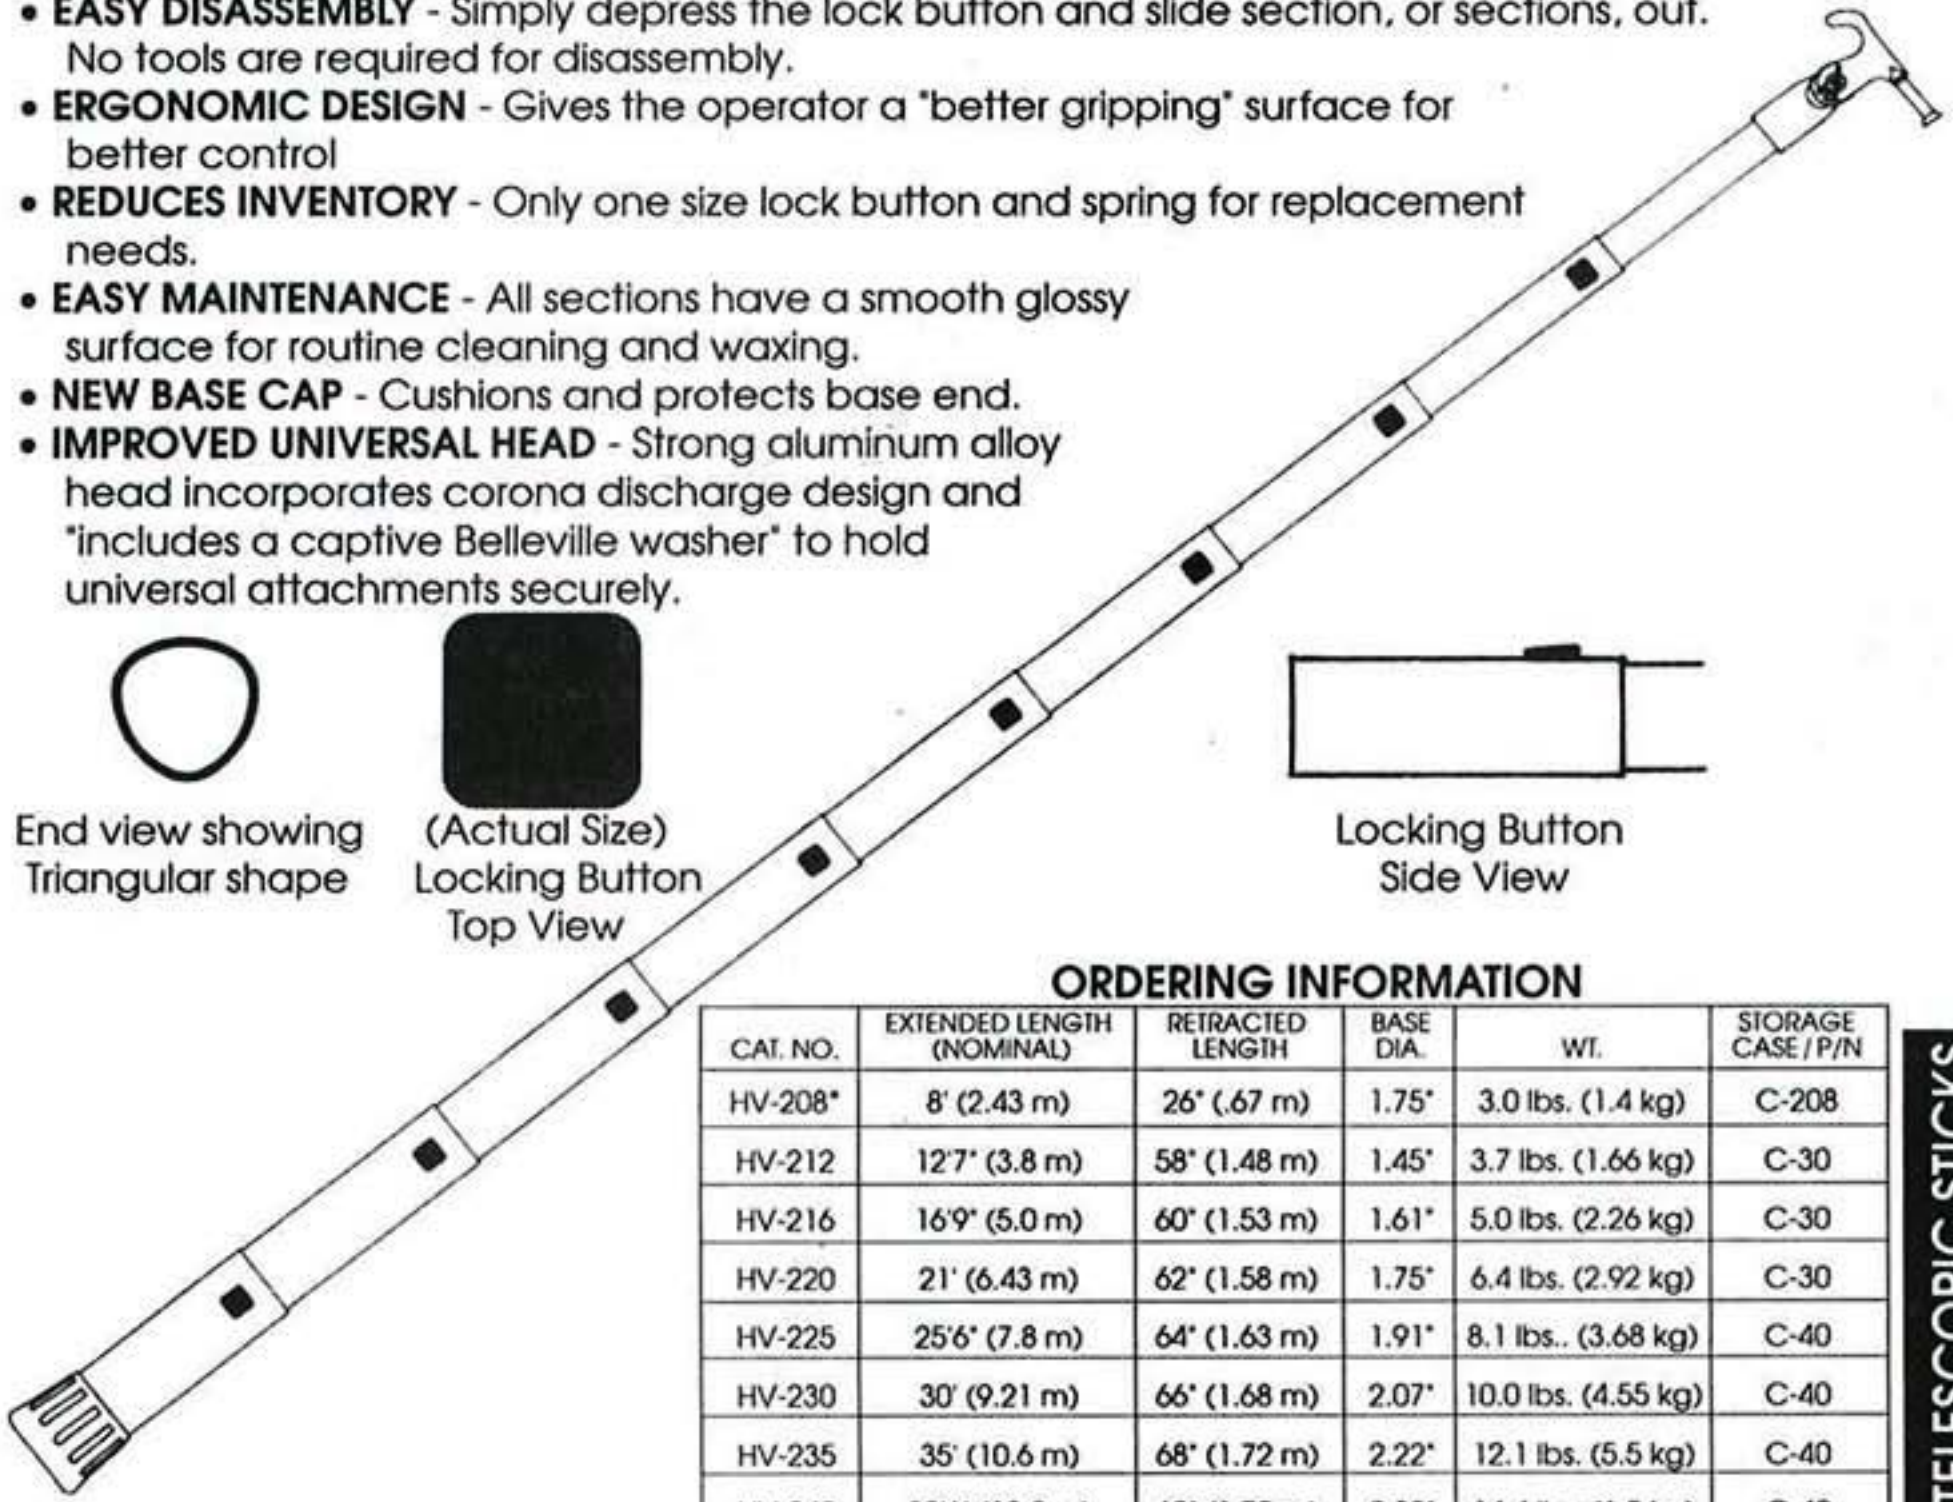 • EASY DISASSEMBLY - Simply depress the lock button and slide section, or sections, out.
No tools are required for disassembly.
• ERGONOMIC DESIGN - Gives the operator a "better gripping" surface for
better control
• REDUCES INVENTORY - Only one size lock button and spring for replacement
needs.
• EASY MAINTENANCE - All sections have a smooth glossy
surface for routine cleaning and waxing.
• NEW BASE CAP - Cushions and protects base end.
• IMPROVED UNIVERSAL HEAD - Strong aluminum alloy
head incorporates corona discharge design and
"includes a captive Belleville washer" to hold
universal attachments securely.
End view showing
Triangular shape
(Actual Size)
Locking Button
Top View
Locking Button
Side View
ORDERING INFORMATION
CAT. NO. EXTENDED LENGTH (NOMINAL) RETRACTED LENGTH BASE DIA. WT. STORAGE CASE / P/N
HV-208* 8' (2.43 m) 26" (.67 m) 1.75" 3.0 lbs. (1.4 kg) C-208
HV-212 12'7" (3.8 m) 58" (1.48 m) 1.45" 3.7 lbs. (1.66 kg) C-30
HV-216 16'9" (5.0 m) 60" (1.53 m) 1.61" 5.0 lbs. (2.26 kg) C-30
HV-220 21' (6.43 m) 62" (1.58 m) 1.75" 6.4 lbs. (2.92 kg) C-30
HV-225 25'6" (7.8 m) 64" (1.63 m) 1.91" 8.1 lbs.. (3.68 kg) C-40
HV-230 30' (9.21 m) 66" (1.68 m) 2.07" 10.0 lbs. (4.55 kg) C-40
HV-235 35' (10.6 m) 68" (1.72 m) 2.22" 12.1 lbs. (5.5 kg) C-40
TELESCOPIC STICKS